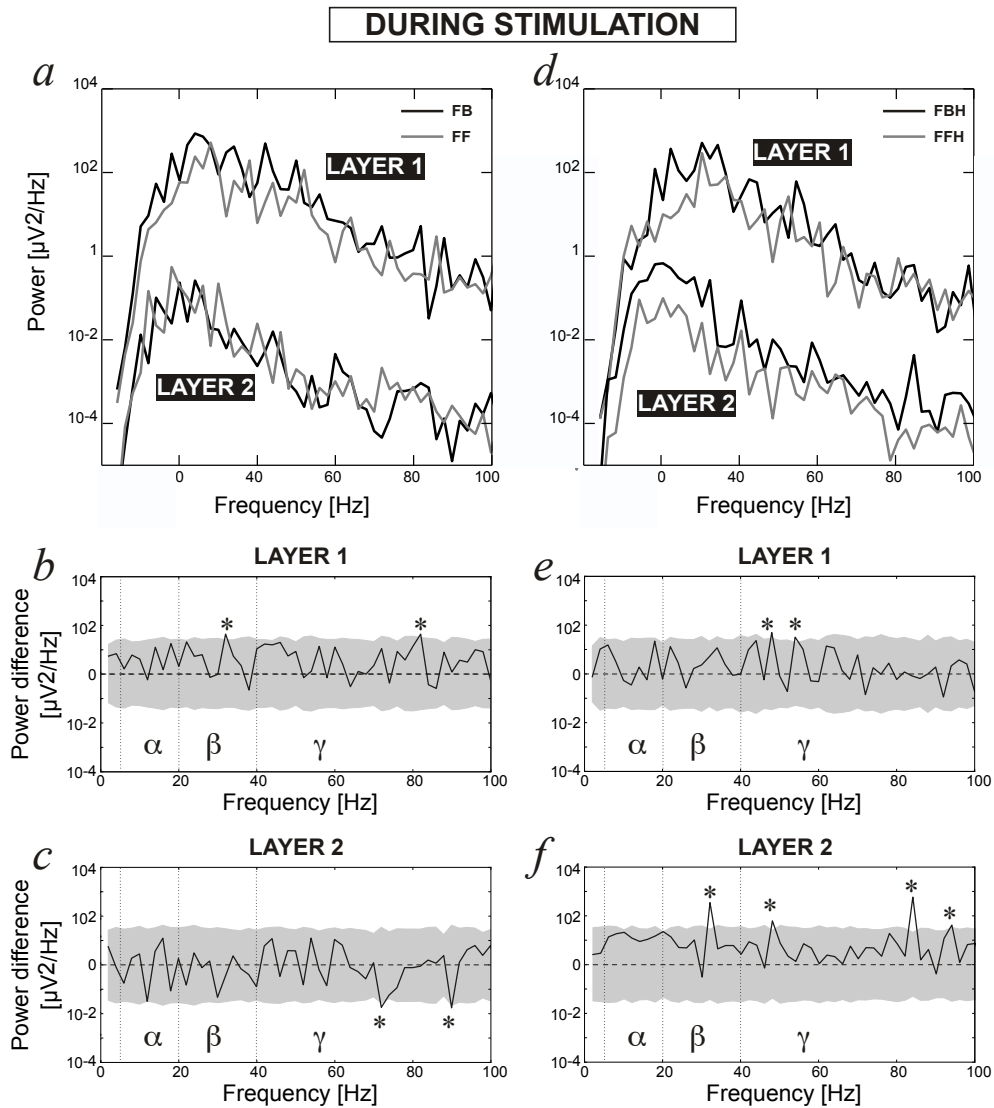 DURING STIMULATION
a
10^4
10^2
1
10^-2
10^-4
Power [µV2/Hz]
FB
FF
LAYER 1
LAYER 2
0 40 60 80 100
Frequency [Hz]
d
10^4
10^2
1
10^-2
10^-4
FBH
FFH
LAYER 1
LAYER 2
0 40 60 80 100
Frequency [Hz]
b
LAYER 1
10^4
10^2
0
10^-2
10^-4
Power difference
[µV2/Hz]
* *
α β γ
0 20 40 60 80 100
Frequency [Hz]
e
LAYER 1
10^4
10^2
0
10^-2
10^-4
* *
α β γ
0 20 40 60 80 100
Frequency [Hz]
c
LAYER 2
10^4
10^2
0
10^-2
10^-4
Power difference
[µV2/Hz]
* *
α β γ
0 20 40 60 80 100
Frequency [Hz]
f
LAYER 2
10^4
10^2
0
10^-2
10^-4
* * * *
α β γ
0 20 40 60 80 100
Frequency [Hz]